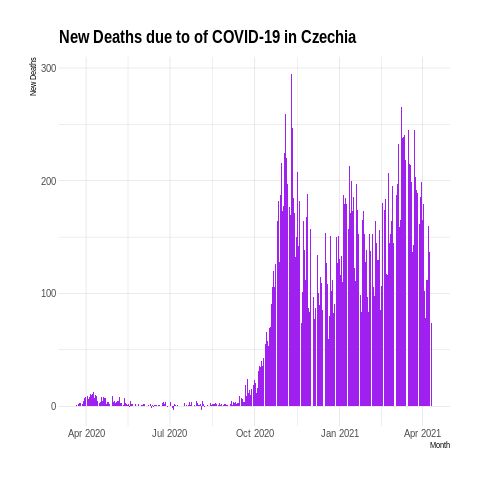 New Deaths due to of COVID-19 in Czechia
New Deaths
300
200
100
0
Apr 2020
Jul 2020
Oct 2020
Jan 2021
Apr 2021
Month